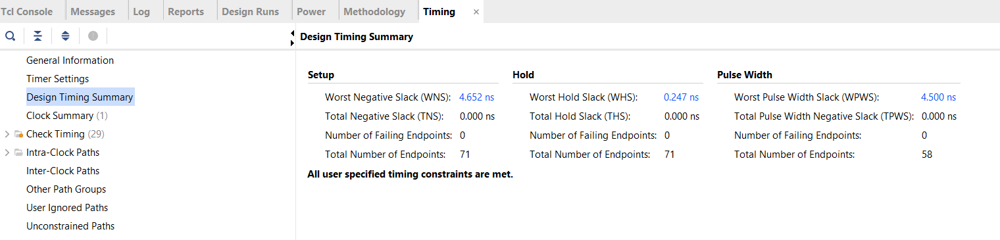 Tcl Console Messages Log Reports Design Runs Power Methodology Timing ×
Design Timing Summary
General Information
Timer Settings
Design Timing Summary
Clock Summary (1)
Check Timing (29)
Intra-Clock Paths
Inter-Clock Paths
Other Path Groups
User Ignored Paths
Unconstrained Paths
Setup Hold Pulse Width
Worst Negative Slack (WNS): 4.652 ns Worst Hold Slack (WHS): 0.247 ns Worst Pulse Width Slack (WPWS): 4.500 ns
Total Negative Slack (TNS): 0.000 ns Total Hold Slack (THS): 0.000 ns Total Pulse Width Negative Slack (TPWS): 0.000 ns
Number of Failing Endpoints: 0 Number of Failing Endpoints: 0 Number of Failing Endpoints: 0
Total Number of Endpoints: 71 Total Number of Endpoints: 71 Total Number of Endpoints: 58
All user specified timing constraints are met.